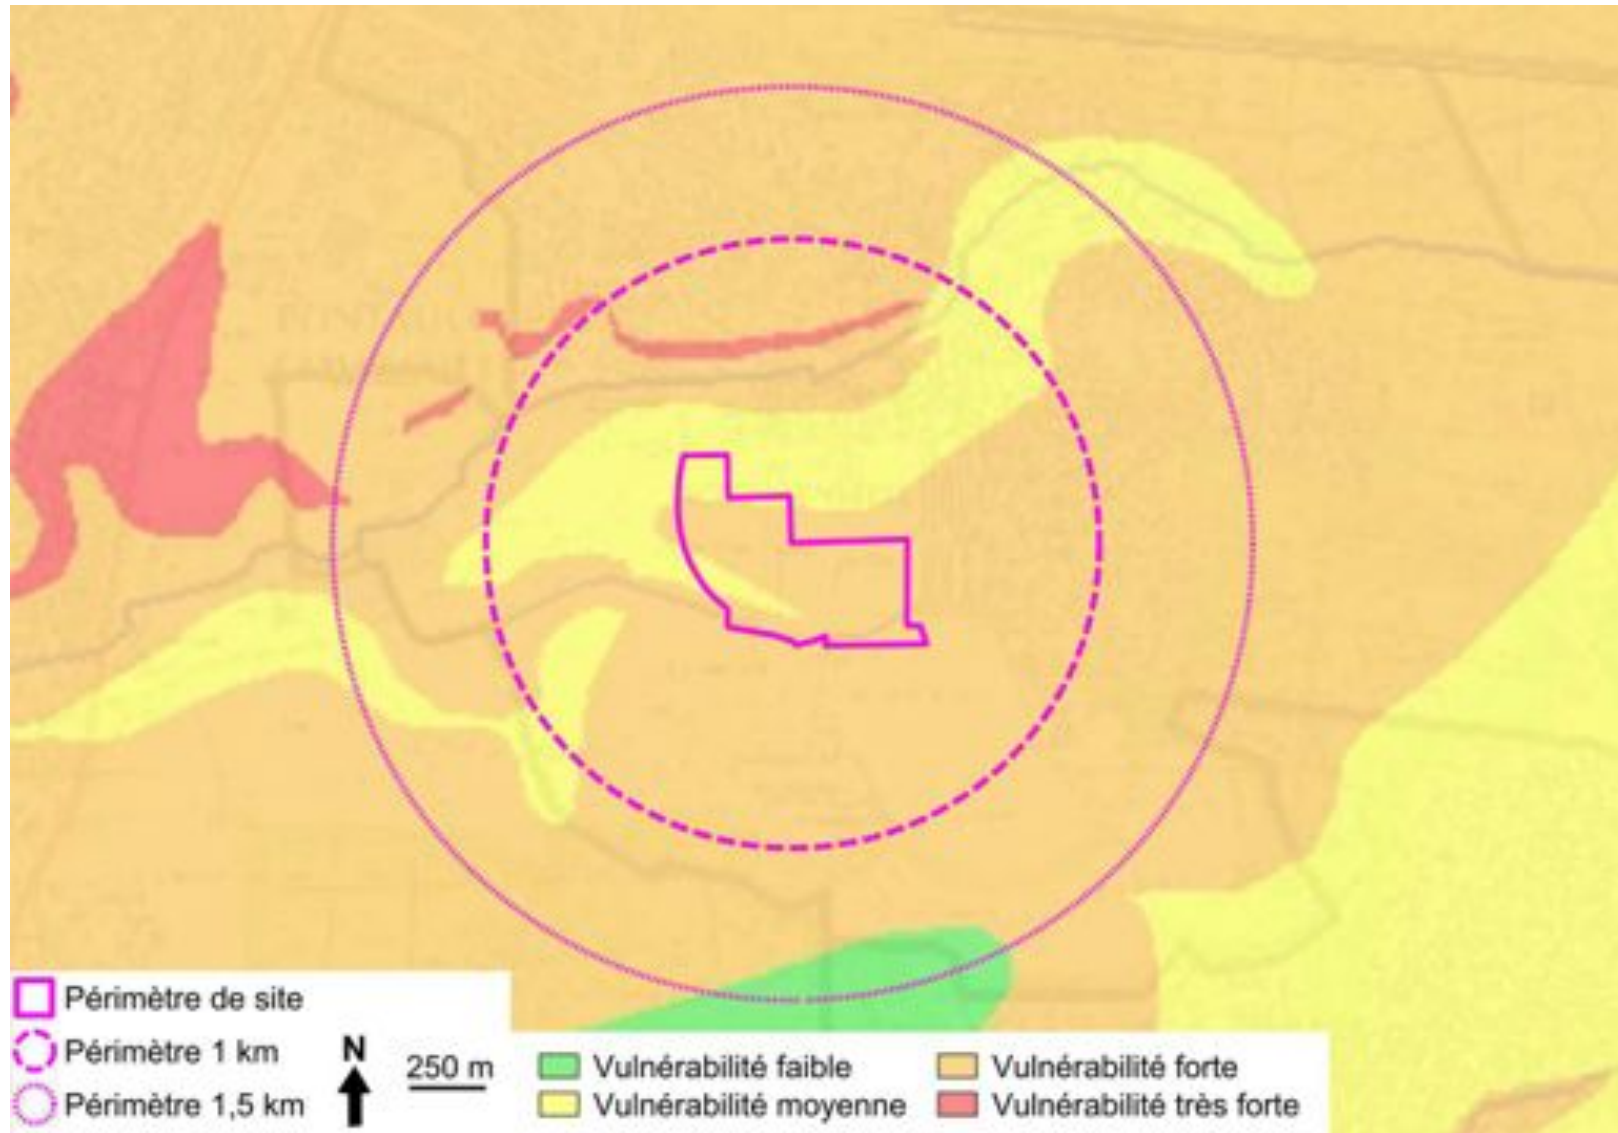 Périmètre de site
Périmètre 1 km
Périmètre 1,5 km
N
250 m
Vulnérabilité faible
Vulnérabilité moyenne
Vulnérabilité forte
Vulnérabilité très forte